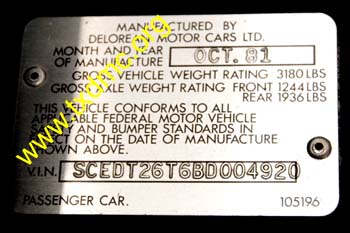 MANUFACTURED BY
DELOREAN MOTOR CARS LTD.
MONTH AND YEAR
OF MANUFACTURE OCT. 81
GROSS VEHICLE WEIGHT RATING 3180 LBS
GROSS AXLE WEIGHT RATING FRONT 1244 LBS
REAR 1936 LBS
THIS VEHICLE CONFORMS TO ALL
APPLICABLE FEDERAL MOTOR VEHICLE
SAFETY AND BUMPER STANDARDS IN
EFFECT ON THE DATE OF MANUFACTURE
SHOWN ABOVE.
V.I.N. SCEDT26T6BD004920
PASSENGER CAR. 105196